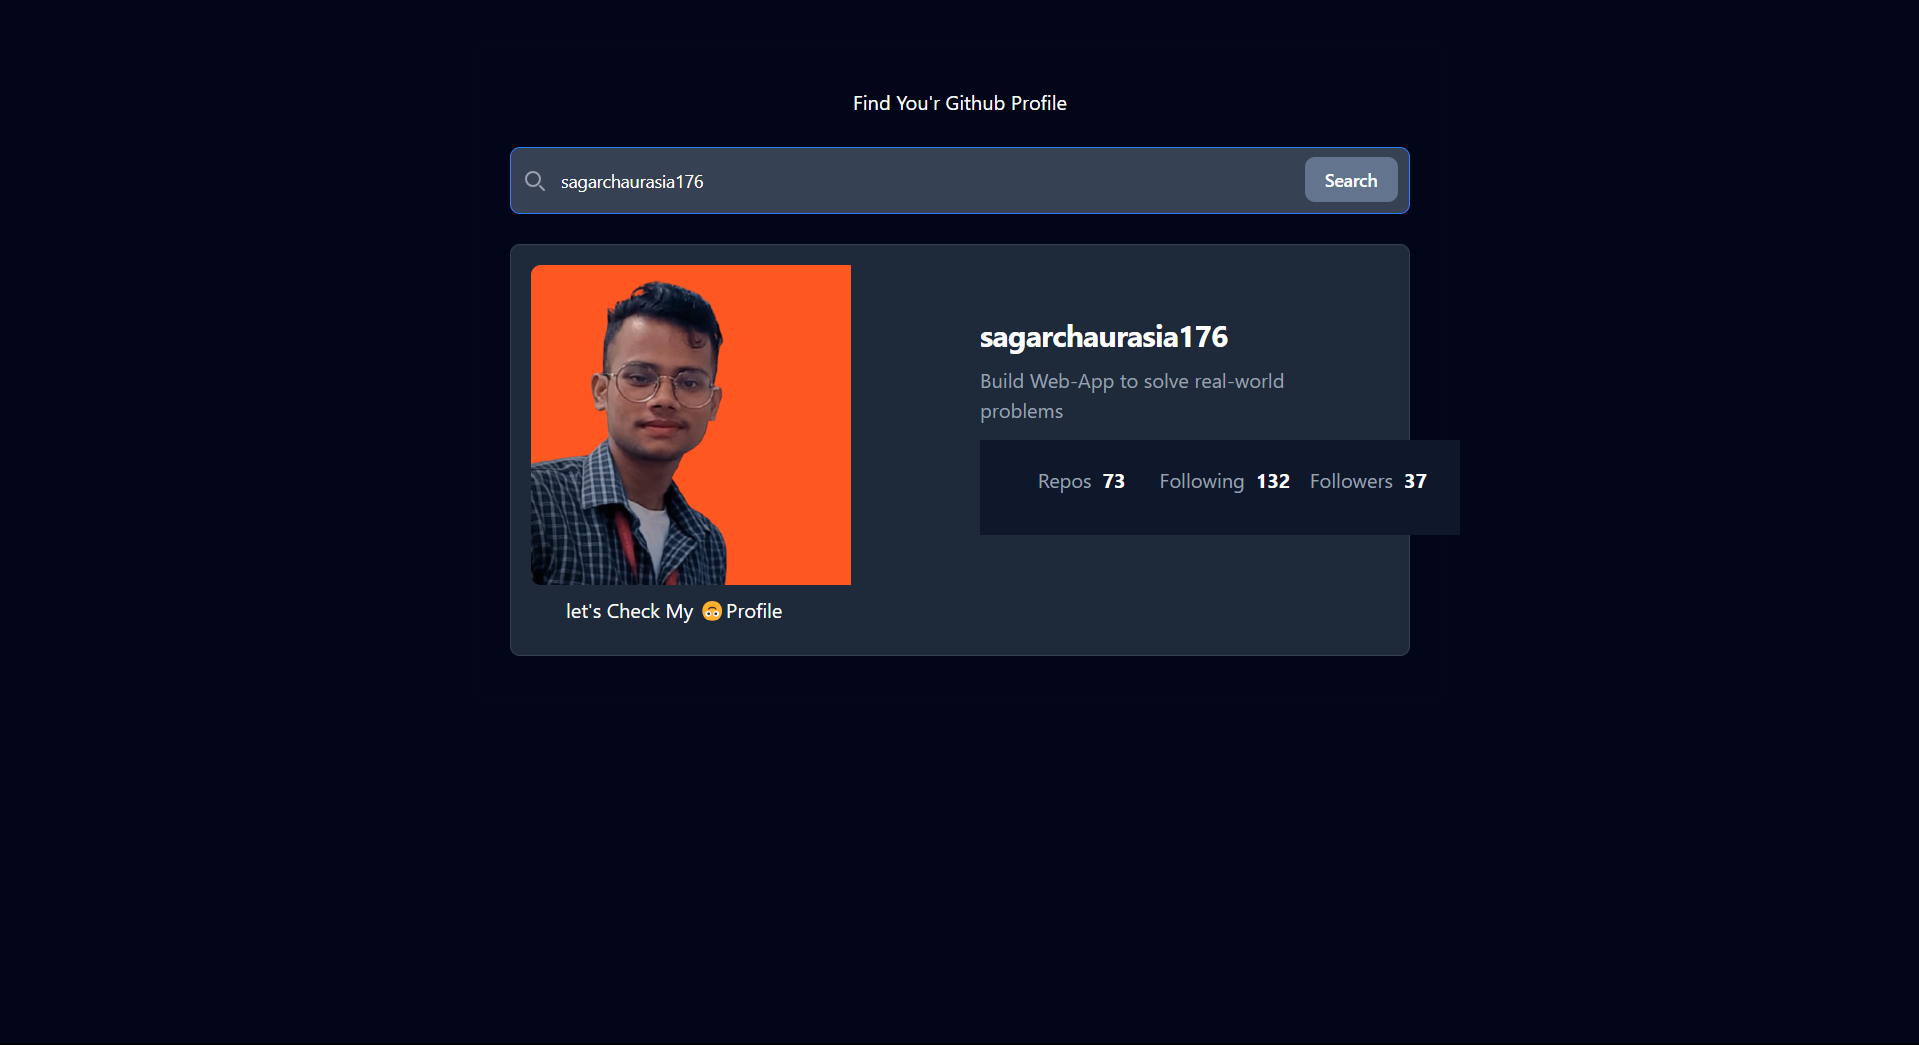 Find You'r Github Profile
sagarchaurasia176
Search
sagarchaurasia176
Build Web-App to solve real-world
problems
Repos 73 Following 132 Followers 37
let's Check My 🙃Profile